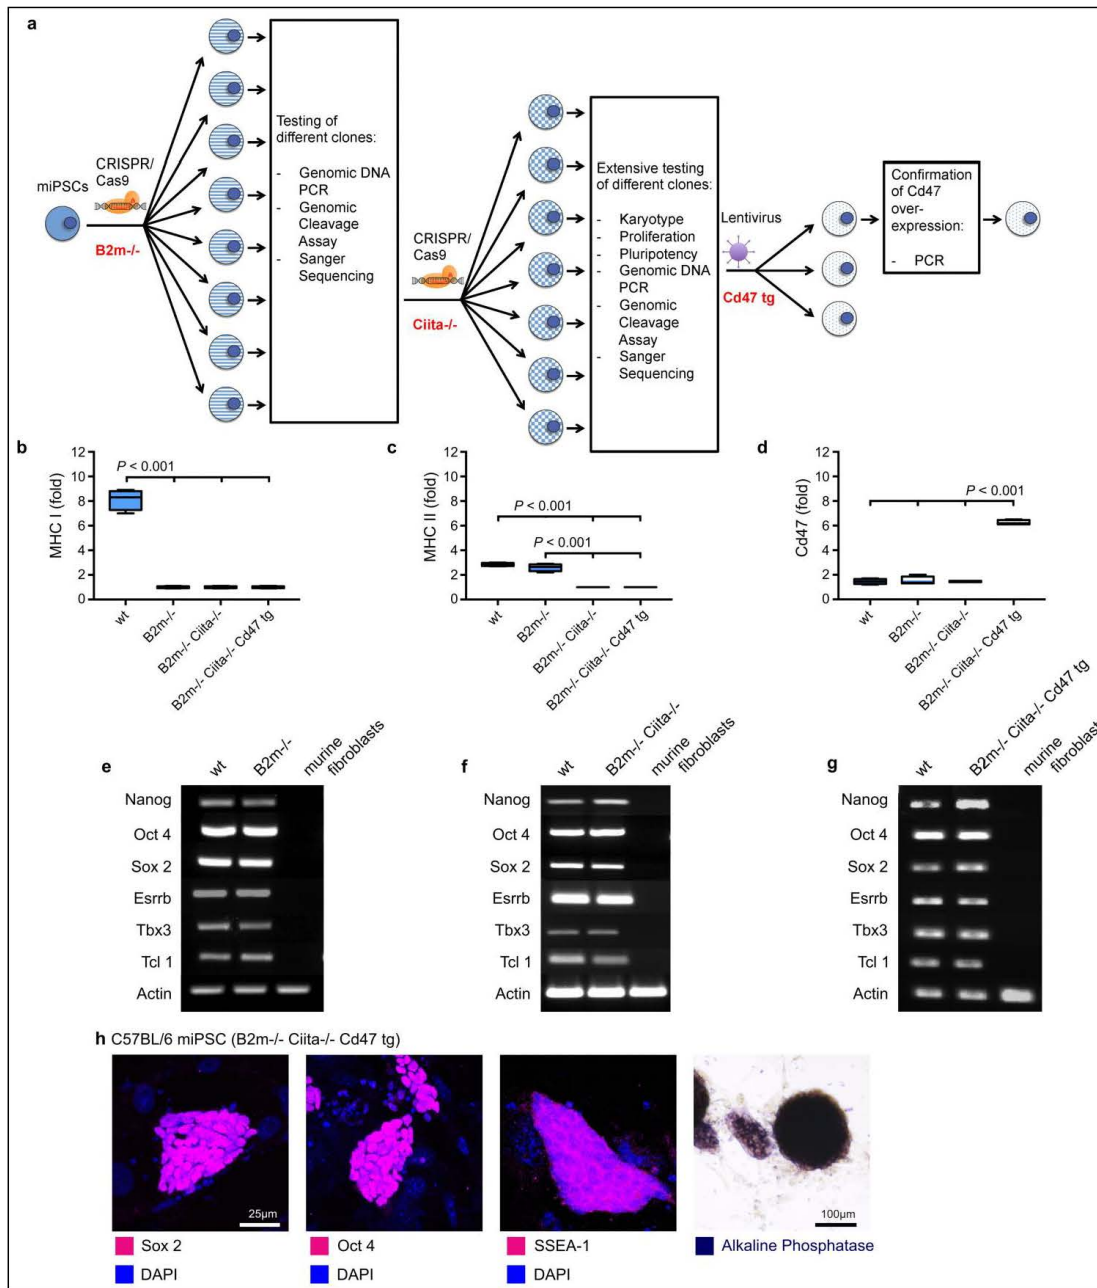 a
miPSCs
CRISPR/
Cas9
B2m-/-
Testing of
different clones:
- Genomic DNA
PCR
- Genomic
Cleavage
Assay
- Sanger
Sequencing
CRISPR/
Cas9
Ciita-/-
Extensive testing
of different clones:
- Karyotype
- Proliferation
- Pluripotency
- Genomic DNA
PCR
- Genomic
Cleavage
Assay
- Sanger
Sequencing
Lentivirus
Cd47 tg
Confirmation
of Cd47
over-
expression:
- PCR
b
MHC I (fold)
12
10
8
6
4
2
0
P < 0.001
wt
B2m-/-
B2m-/- Ciita-/-
B2m-/- Ciita-/- Cd47 tg
c
MHC II (fold)
12
10
8
6
4
2
0
P < 0.001
P < 0.001
wt
B2m-/-
B2m-/- Ciita-/-
B2m-/- Ciita-/- Cd47 tg
d
Cd47 (fold)
12
10
8
6
4
2
0
P < 0.001
wt
B2m-/-
B2m-/- Ciita-/-
B2m-/- Ciita-/- Cd47 tg
e
wt
B2m-/-
murine
fibroblasts
Nanog
Oct 4
Sox 2
Esrrb
Tbx3
Tcl 1
Actin
f
wt
B2m-/- Ciita-/-
murine
fibroblasts
Nanog
Oct 4
Sox 2
Esrrb
Tbx3
Tcl 1
Actin
g
wt
B2m-/- Ciita-/- Cd47 tg
murine
fibroblasts
Nanog
Oct 4
Sox 2
Esrrb
Tbx3
Tcl 1
Actin
h C57BL/6 miPSC (B2m-/- Ciita-/- Cd47 tg)
25µm
100µm
Sox 2
DAPI
Oct 4
DAPI
SSEA-1
DAPI
Alkaline Phosphatase